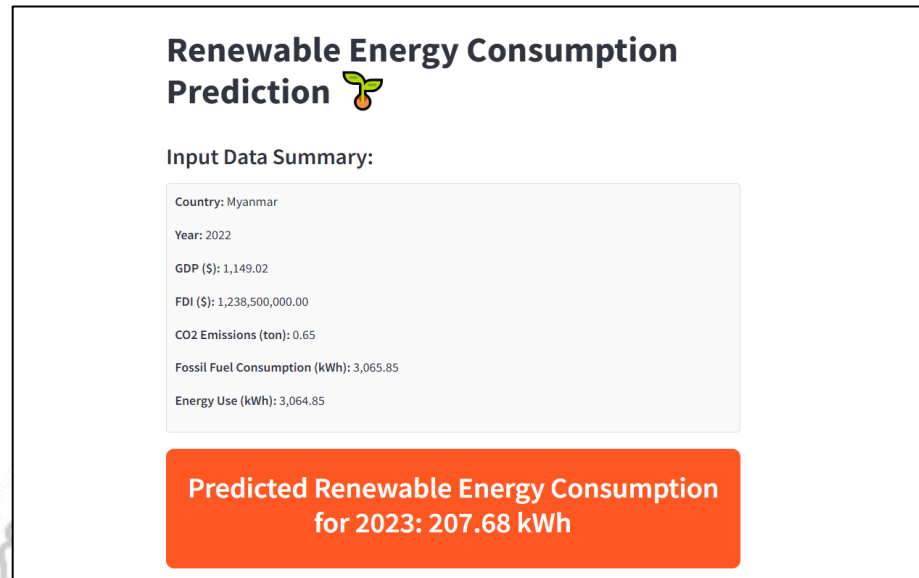 Renewable Energy Consumption
Prediction 🌱
Input Data Summary:
Country: Myanmar
Year: 2022
GDP ($): 1,149.02
FDI ($): 1,238,500,000.00
CO2 Emissions (ton): 0.65
Fossil Fuel Consumption (kWh): 3,065.85
Energy Use (kWh): 3,064.85
Predicted Renewable Energy Consumption
for 2023: 207.68 kWh